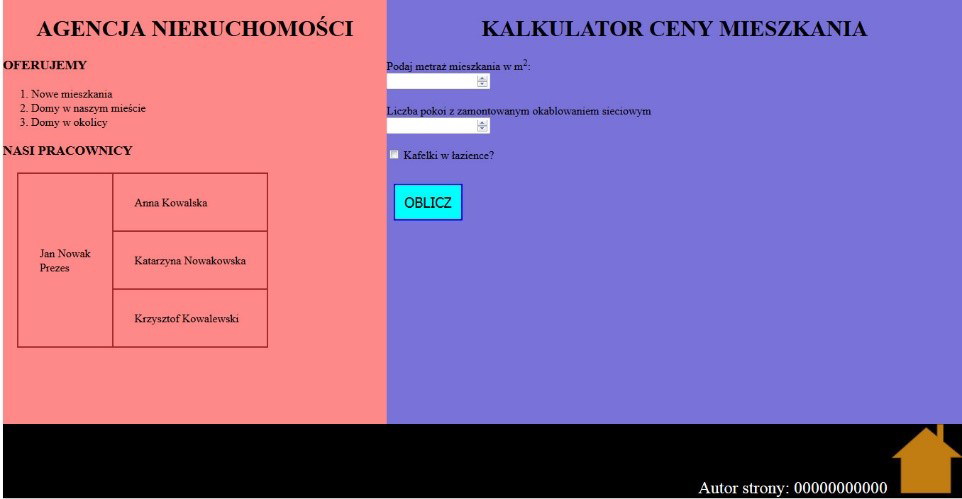 AGENCJA NIERUCHOMOŚCI
OFERUJEMY
1. Nowe mieszkania
2. Domy w naszym mieście
3. Domy w okolicy
NASI PRACOWNICY
Jan Nowak
Prezes
Anna Kowalska
Katarzyna Nowakowska
Krzysztof Kowalewski
KALKULATOR CENY MIESZKANIA
Podaj metraż mieszkania w m²:
Liczba pokoi z zamontowanym okablowaniem sieciowym
Kafelki w łazience?
OBLICZ
Autor strony: 00000000000